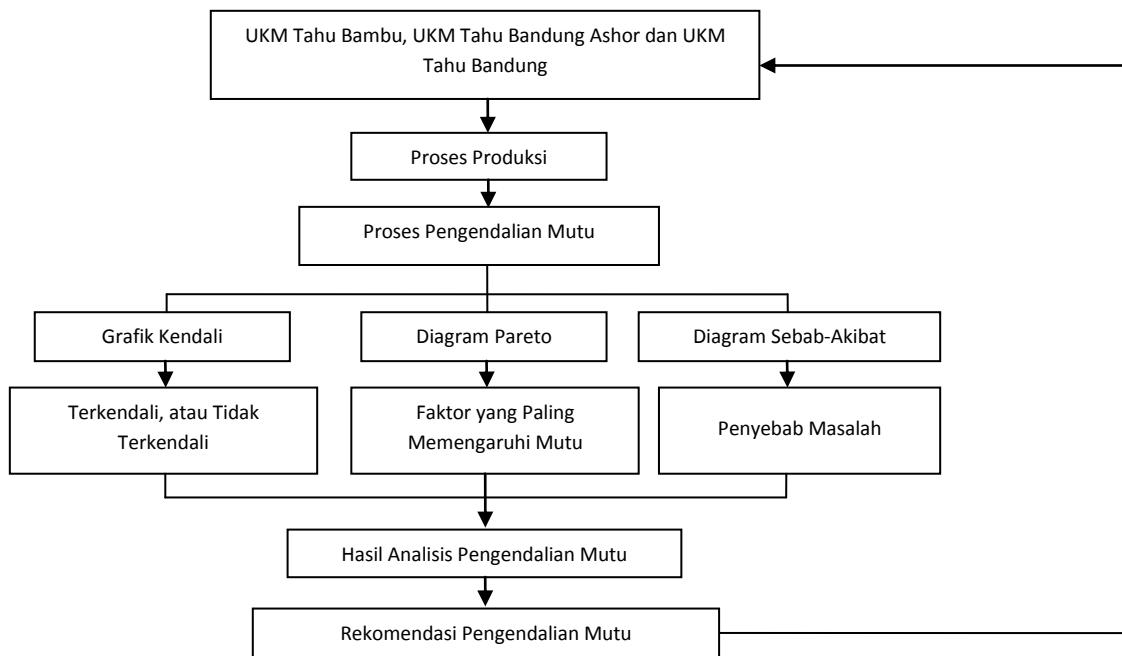 UKM Tahu Bambu, UKM Tahu Bandung Ashor dan UKM
Tahu Bandung
Proses Produksi
Proses Pengendalian Mutu
Grafik Kendali
Diagram Pareto
Diagram Sebab-Akibat
Terkendali, atau Tidak
Terkendali
Faktor yang Paling
Memengaruhi Mutu
Penyebab Masalah
Hasil Analisis Pengendalian Mutu
Rekomendasi Pengendalian Mutu